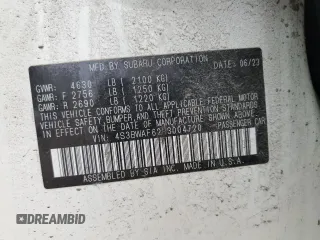 MFD BY SUBARU CORPORATION
DATE: 06/23
GVWR: 4630 LB ( 2100 KG)
GAWR: F 2756 LB ( 1250 KG)
GAWR: R 2690 LB ( 1220 KG)
THIS VEHICLE CONFORMS TO ALL APPLICABLE
FEDERAL MOTOR VEHICLE SAFETY,
BUMPER, AND THEFT PREVENTION STANDARDS
IN EFFECT ON THE DATE OF MANUFACTURE
SHOWN ABOVE.
VIN: PASSENGER CAR
ASSEMBLED BY SIA INC., MADE IN U.S.A.
DREAMBID